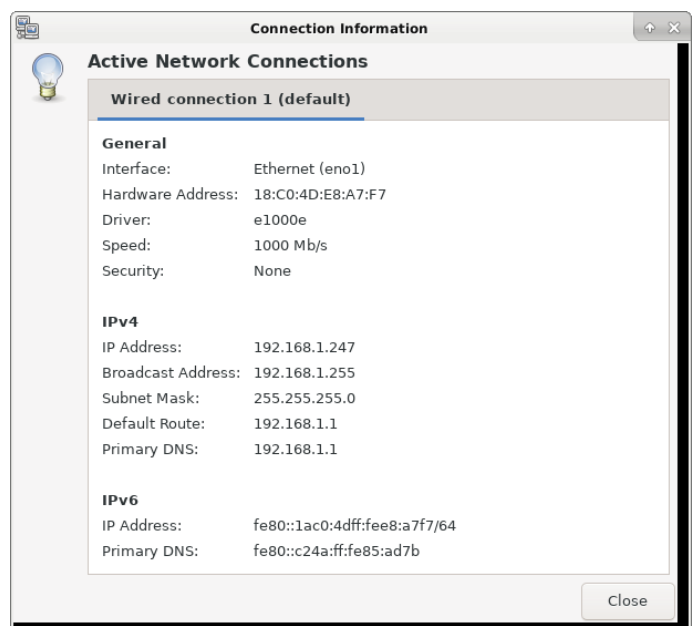 Connection Information
Active Network Connections
Wired connection 1 (default)
General
Interface: Ethernet (eno1)
Hardware Address: 18:C0:4D:E8:A7:F7
Driver: e1000e
Speed: 1000 Mb/s
Security: None
IPv4
IP Address: 192.168.1.247
Broadcast Address: 192.168.1.255
Subnet Mask: 255.255.255.0
Default Route: 192.168.1.1
Primary DNS: 192.168.1.1
IPv6
IP Address: fe80::1ac0:4dff:fee8:a7f7/64
Primary DNS: fe80::c24a:ff:fe85:ad7b
Close